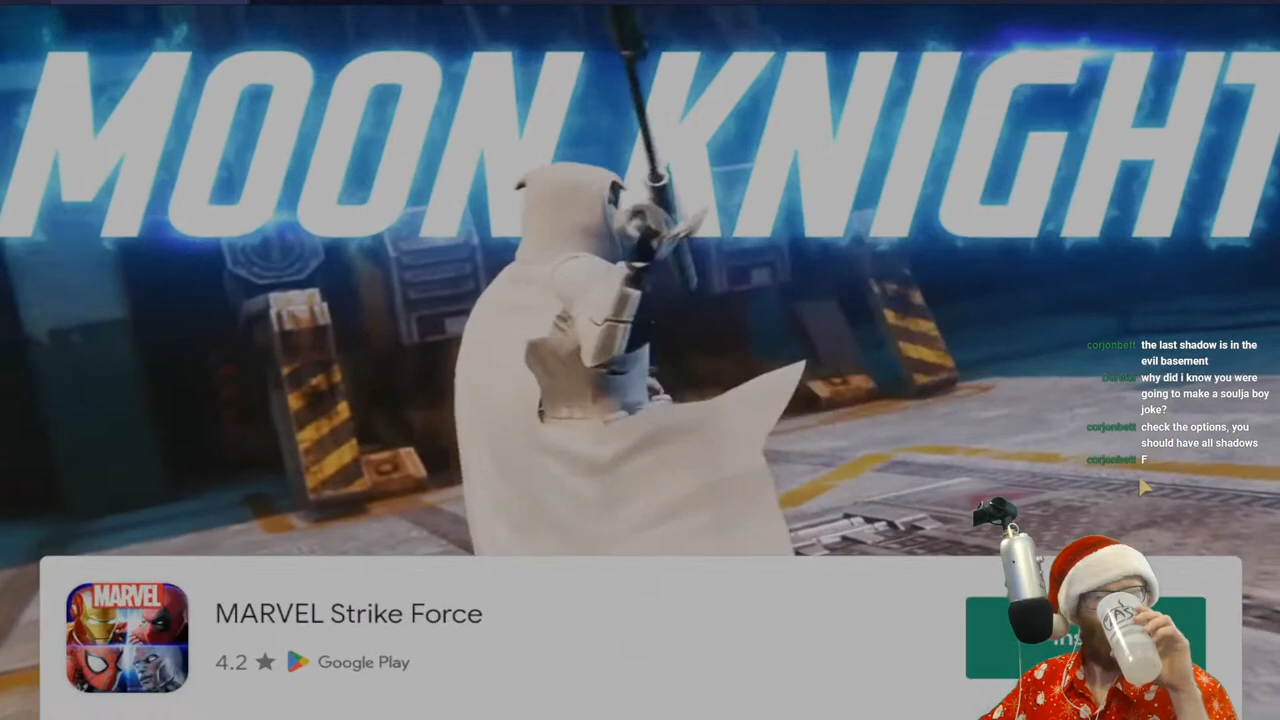 MOON KNIGHT
corjonbett the last shadow is in the
evil basement
why did i know you were
going to make a soulja boy
joke?
corjonbett check the options, you
should have all shadows
corjonbett F
MARVEL
MARVEL Strike Force
4.2 ★ Google Play